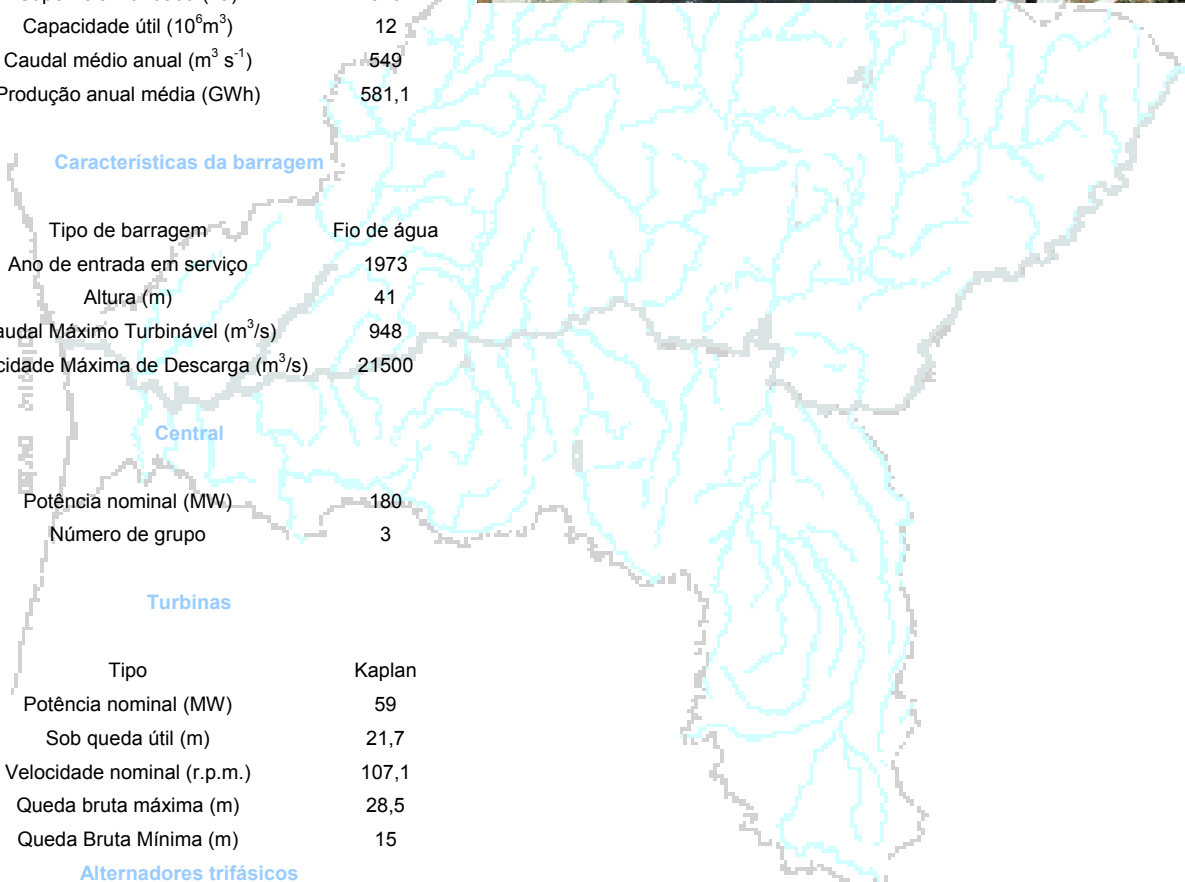 Capacidade útil (10⁶m³) 12
Caudal médio anual (m³ s⁻¹) 549
Produção anual média (GWh) 581,1
Características da barragem
Tipo de barragem Fio de água
Ano de entrada em serviço 1973
Altura (m) 41
audal Máximo Turbinável (m³/s) 948
cidade Máxima de Descarga (m³/s) 21500
Central
Potência nominal (MW) 180
Número de grupo 3
Turbinas
Tipo Kaplan
Potência nominal (MW) 59
Sob queda útil (m) 21,7
Velocidade nominal (r.p.m.) 107,1
Queda bruta máxima (m) 28,5
Queda Bruta Mínima (m) 15
Alternadores trifásicos